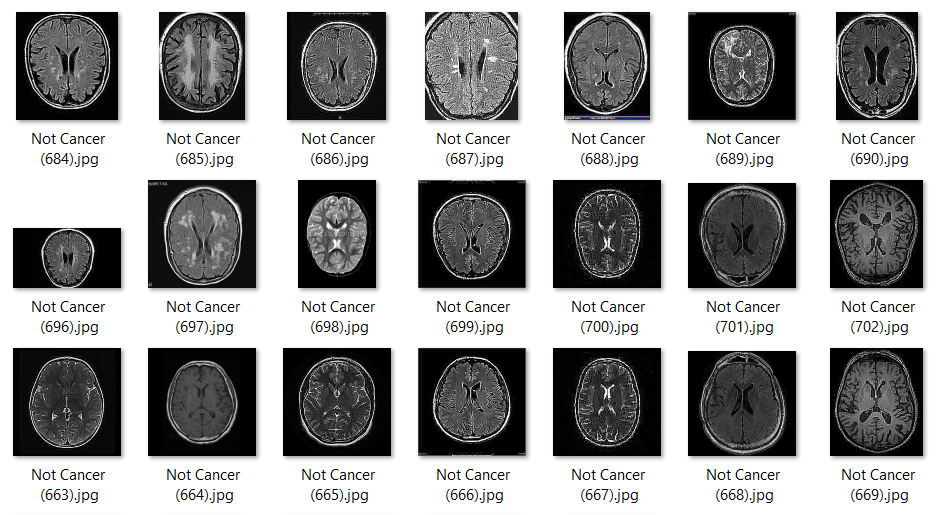 Not Cancer
(684).jpg
Not Cancer
(685).jpg
Not Cancer
(686).jpg
Not Cancer
(687).jpg
Not Cancer
(688).jpg
Not Cancer
(689).jpg
Not Cancer
(690).jpg
Not Cancer
(696).jpg
Not Cancer
(697).jpg
Not Cancer
(698).jpg
Not Cancer
(699).jpg
Not Cancer
(700).jpg
Not Cancer
(701).jpg
Not Cancer
(702).jpg
Not Cancer
(663).jpg
Not Cancer
(664).jpg
Not Cancer
(665).jpg
Not Cancer
(666).jpg
Not Cancer
(667).jpg
Not Cancer
(668).jpg
Not Cancer
(669).jpg